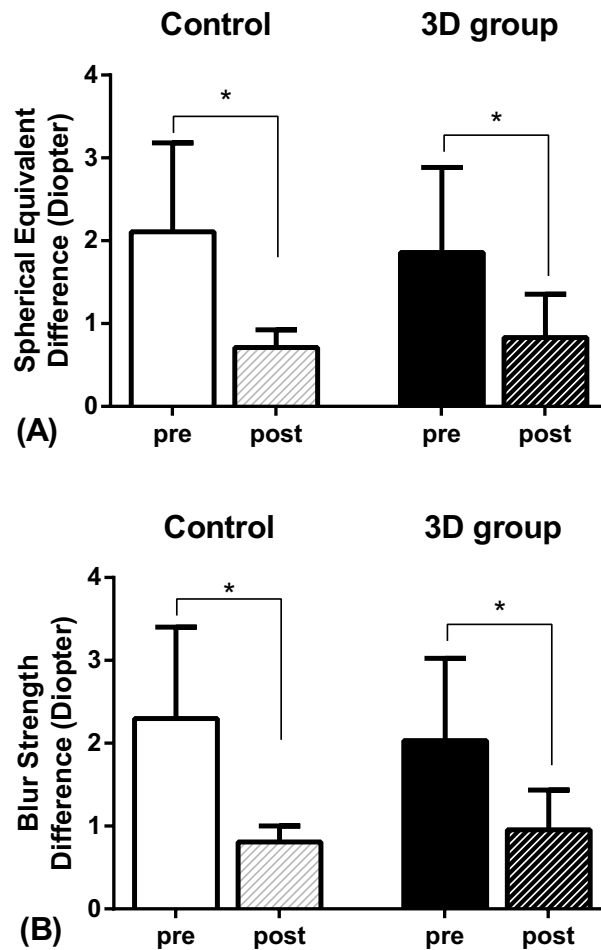 Control 3D group
Spherical Equivalent
Difference (Diopter)
4
3
2
1
0
*
*
(A)
pre post pre post
Control 3D group
Blur Strength
Difference (Diopter)
4
3
2
1
0
*
*
(B)
pre post pre post